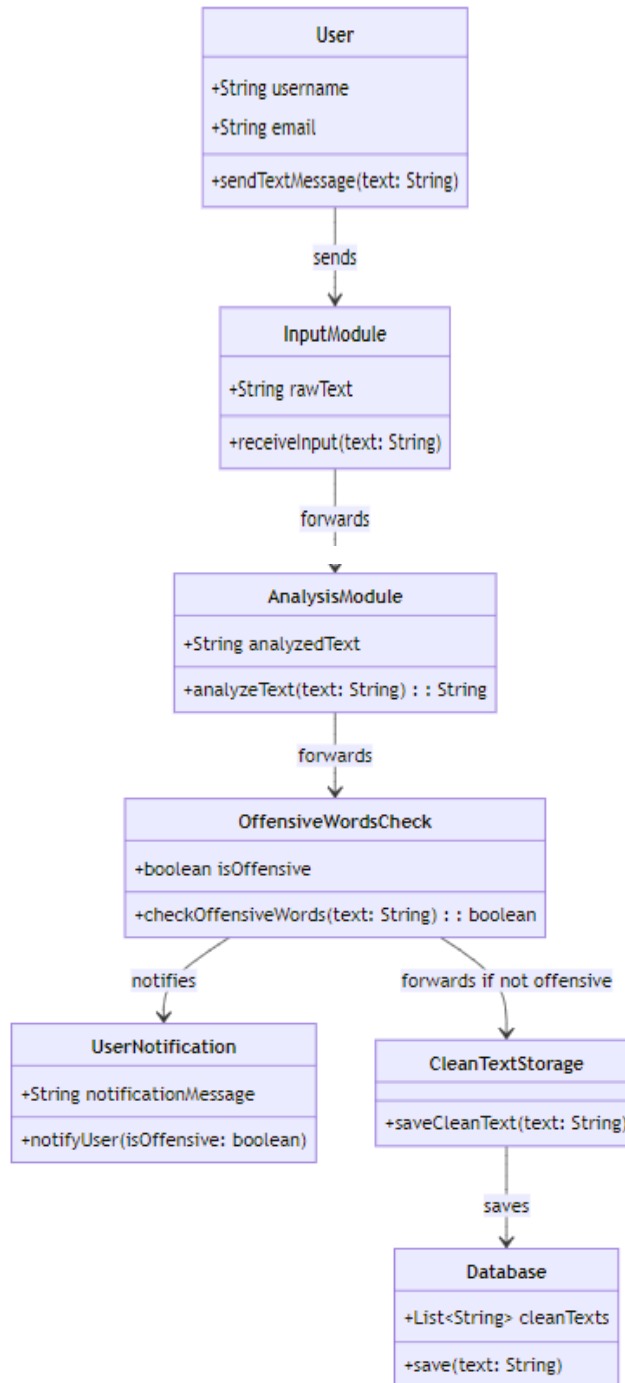 User
+String username
+String email
+sendTextMessage(text: String)
sends
InputModule
+String rawText
+receiveInput(text: String)
forwards
AnalysisModule
+String analyzedText
+analyzeText(text: String) : : String
forwards
OffensiveWordsCheck
+boolean isOffensive
+checkOffensiveWords(text: String) : : boolean
notifies
forwards if not offensive
UserNotification
+String notificationMessage
+notifyUser(isOffensive: boolean)
CleanTextStorage
+saveCleanText(text: String)
saves
Database
+List<String> cleanTexts
+save(text: String)